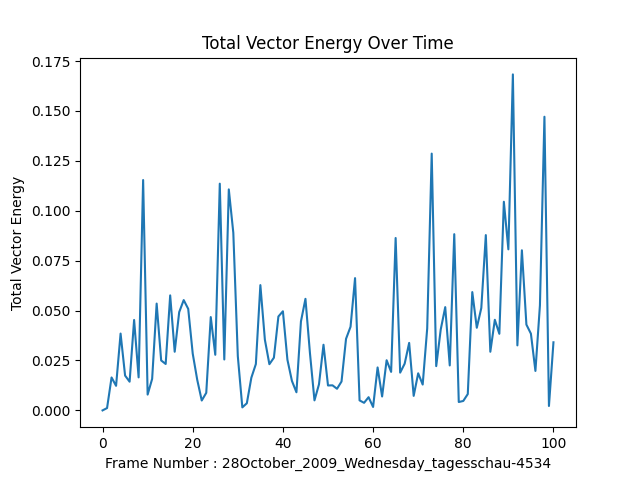 Total Vector Energy Over Time
0.175
0.150
0.125
0.100
0.075
0.050
0.025
0.000
Total Vector Energy
0 20 40 60 80 100
Frame Number : 28October_2009_Wednesday_tagesschau-4534